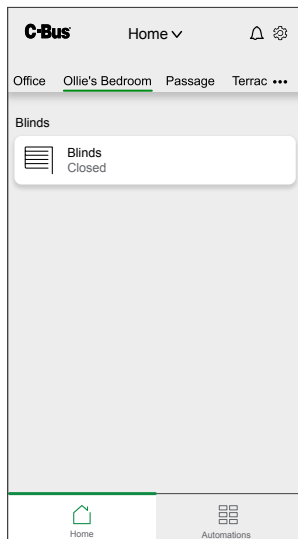 C-Bus Home
Office Ollie's Bedroom Passage Terrac
Blinds
Blinds
Closed
Home Automations